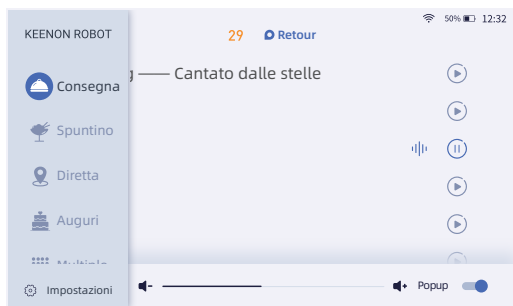 KEENON ROBOT
29 Retour
50% 12:32
Consegna
—— Cantato dalle stelle
Spuntino
Diretta
Auguri
Impostazioni
Popup